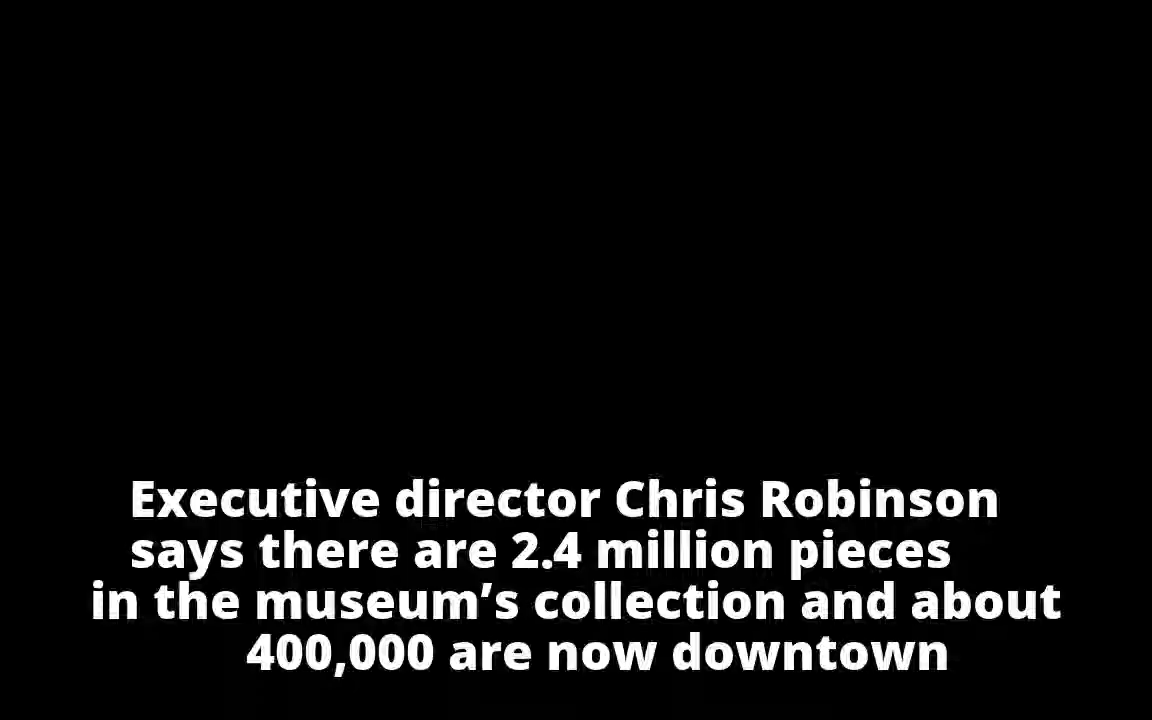 Executive director Chris Robinson
says there are 2.4 million pieces
in the museum’s collection and about
400,000 are now downtown